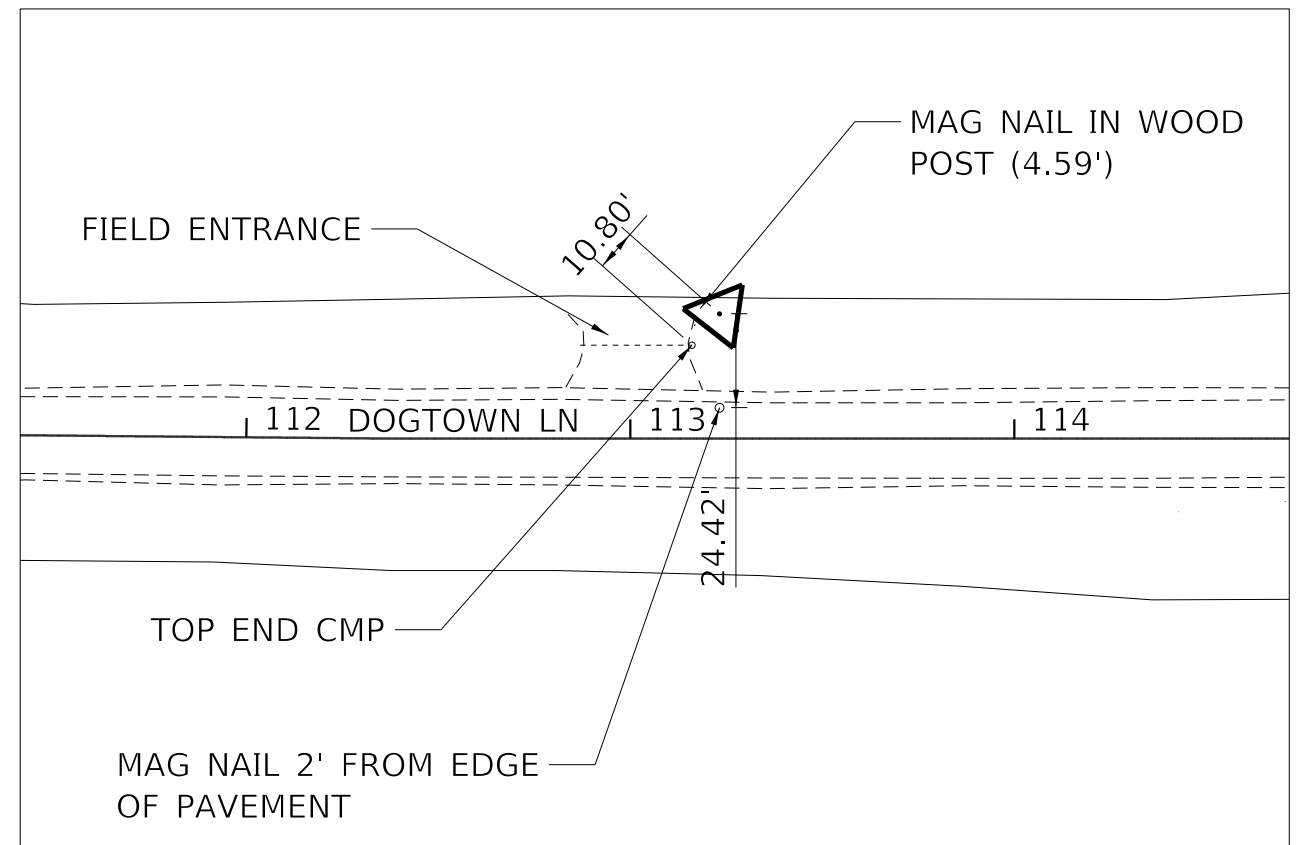 MAG NAIL IN WOOD
POST (4.59')
FIELD ENTRANCE
10.80'
112
DOGTOWN LN
113
114
24.42'
TOP END CMP
MAG NAIL 2' FROM EDGE
OF PAVEMENT